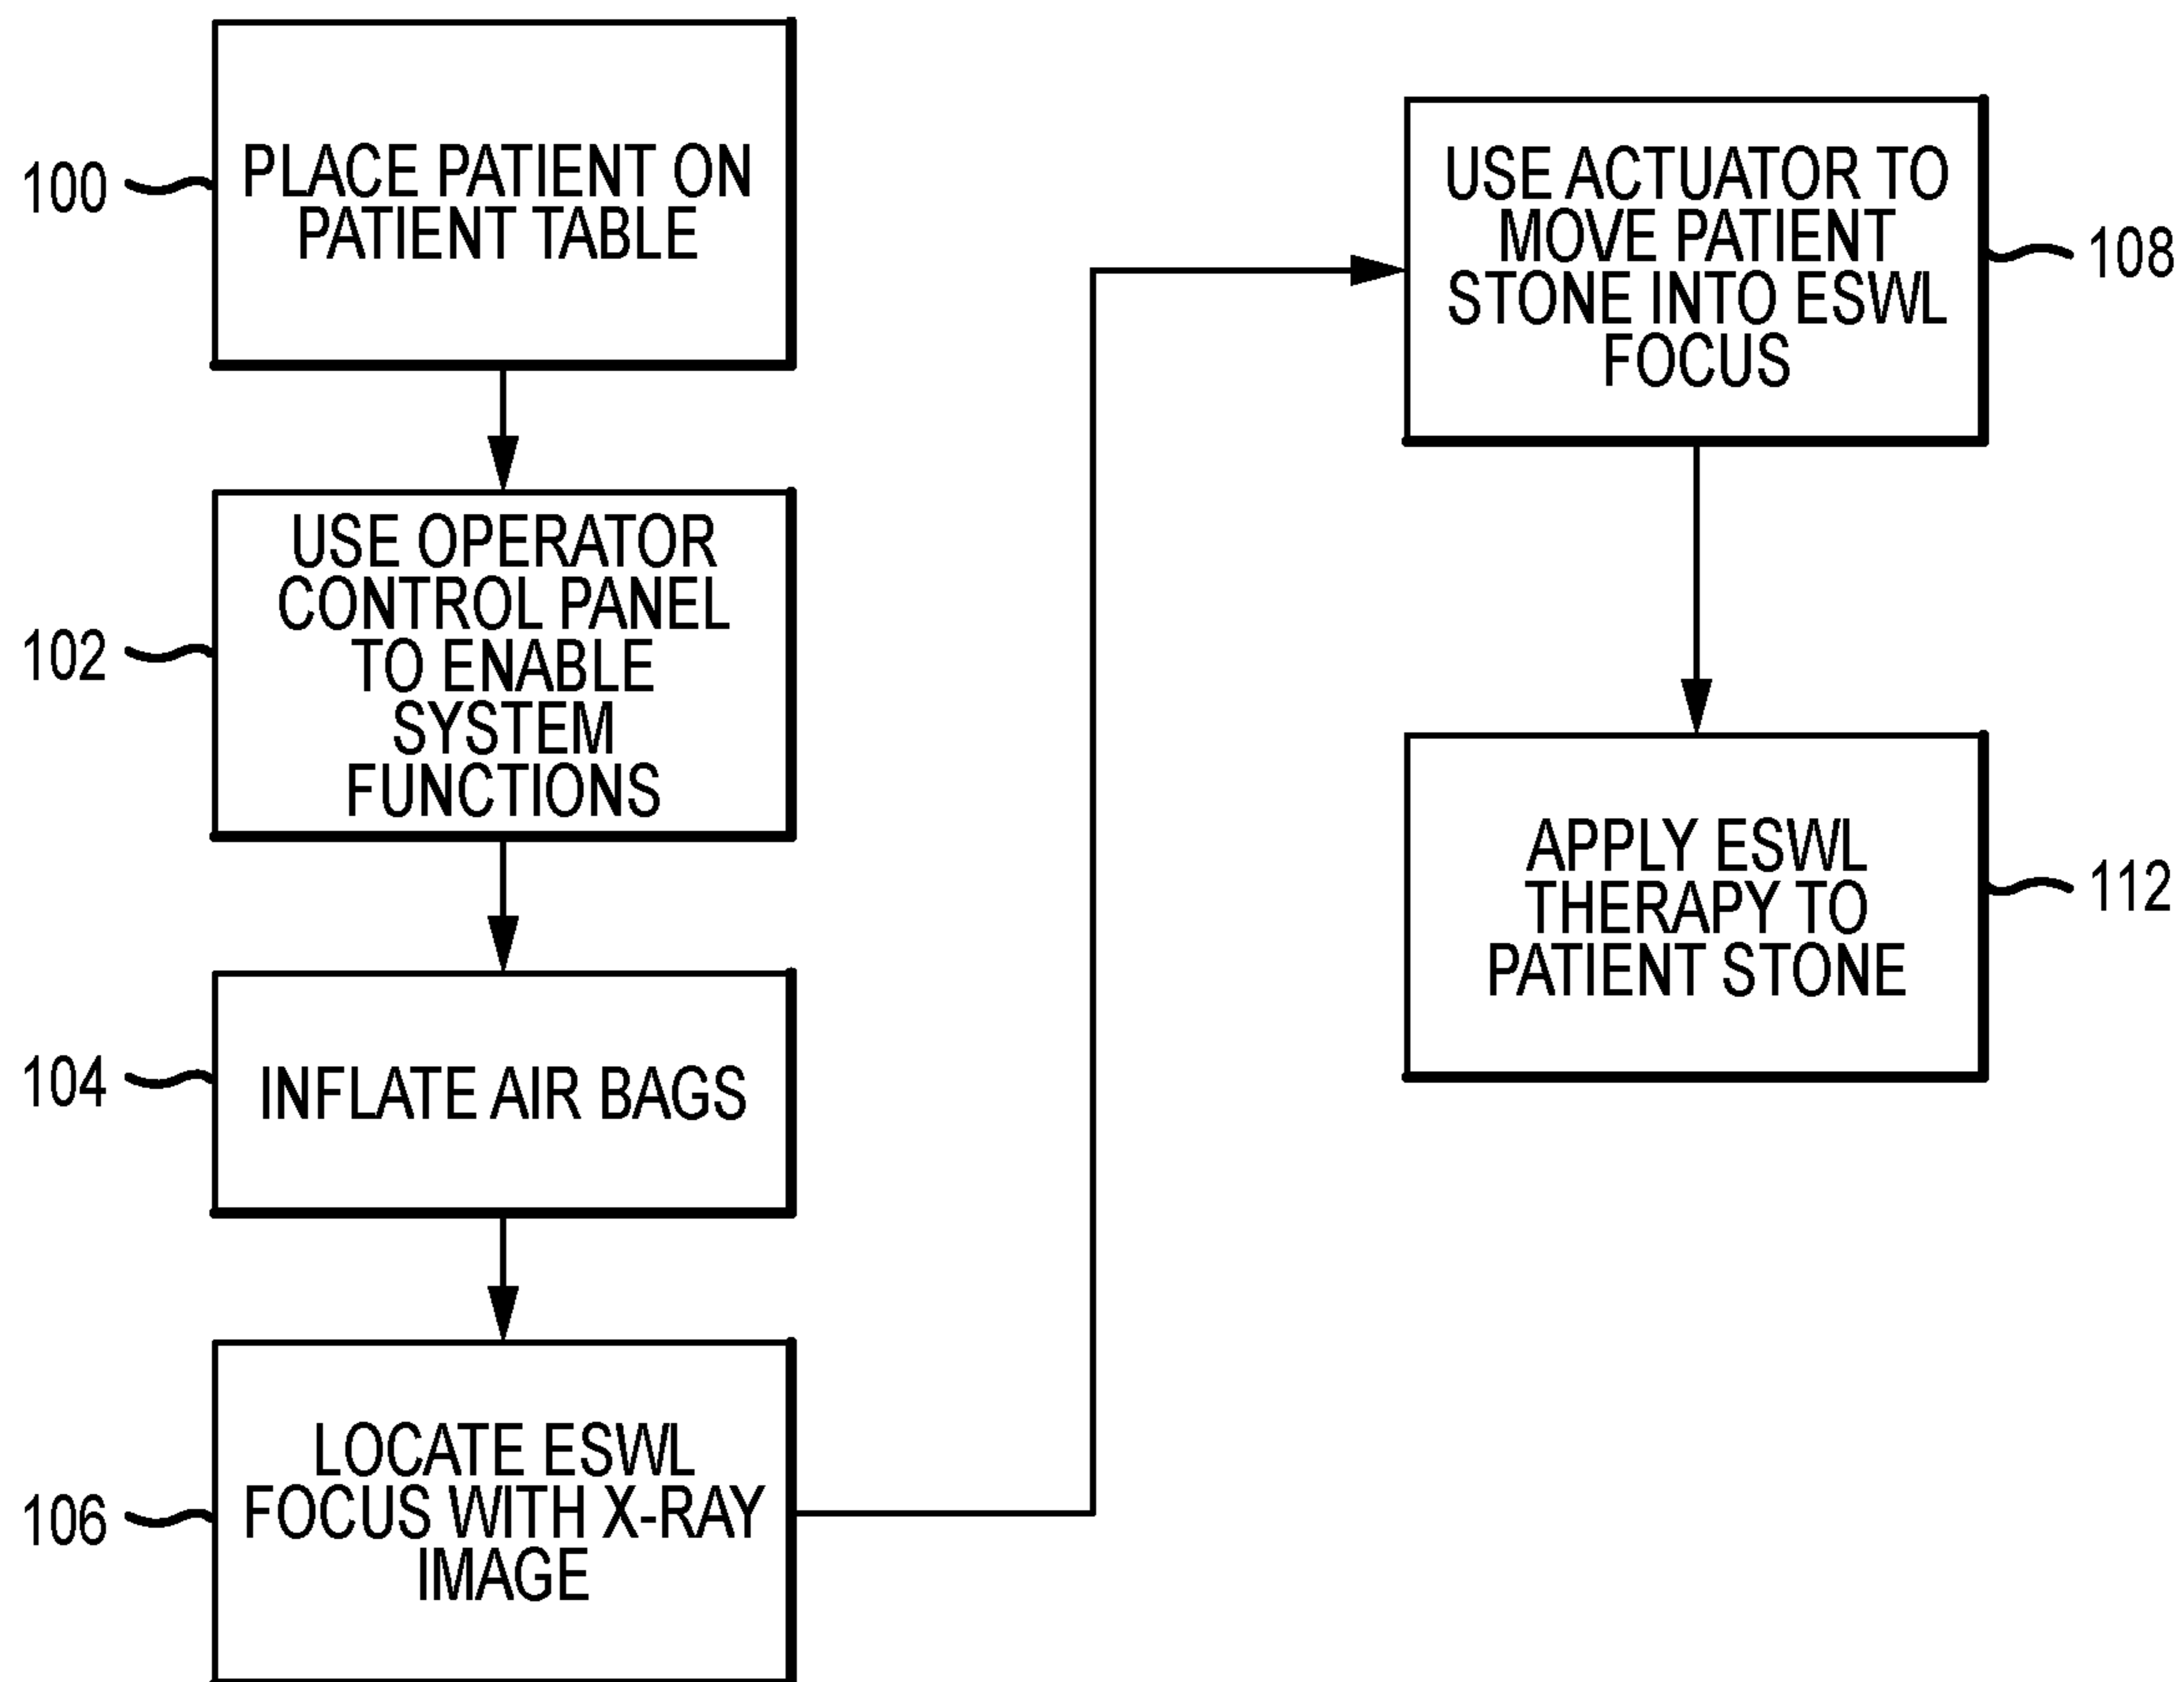 100
PLACE PATIENT ON
PATIENT TABLE
102
USE OPERATOR
CONTROL PANEL
TO ENABLE
SYSTEM
FUNCTIONS
104
INFLATE AIR BAGS
106
LOCATE ESWL
FOCUS WITH X-RAY
IMAGE
USE ACTUATOR TO
MOVE PATIENT
STONE INTO ESWL
FOCUS
108
APPLY ESWL
THERAPY TO
PATIENT STONE
112